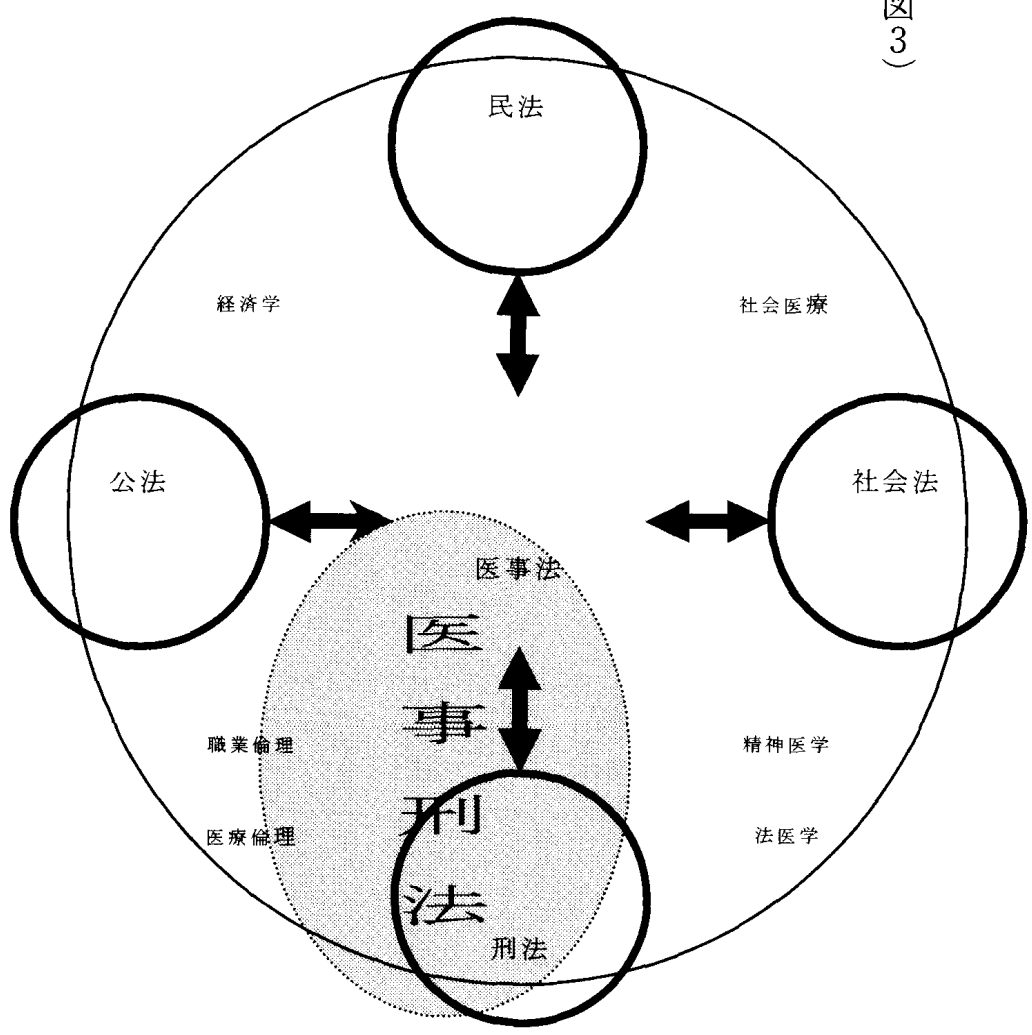 図3）
民法
経済学
社会医療
公法
社会法
医事法
医事刑法
職業倫理
精神医学
医療倫理
法医学
刑法